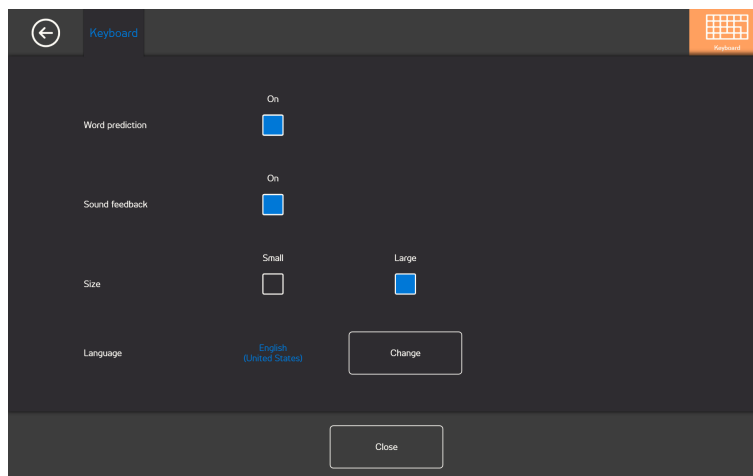 Keyboard
Keyboard
On
Word prediction
On
Sound feedback
Small
Large
Size
Language
English
(United States)
Change
Close